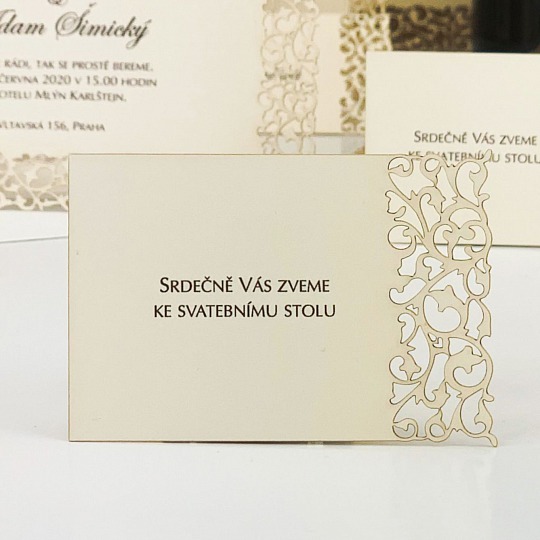 &
dam Šimický
RÁDI, TAK SE PROSTĚ BEREME,
ČERVNA 2020 V 15.00 HODIN
HOTELU MLÝN KARLŠTEJN.
VLTAVSKÁ 156, PRAHA
SRDEČNĚ VÁS ZVEME
KE SVATEBNÍMU STOLU
SRDEČNĚ VÁS ZVEME
KE SVATEBNÍMU STOLU